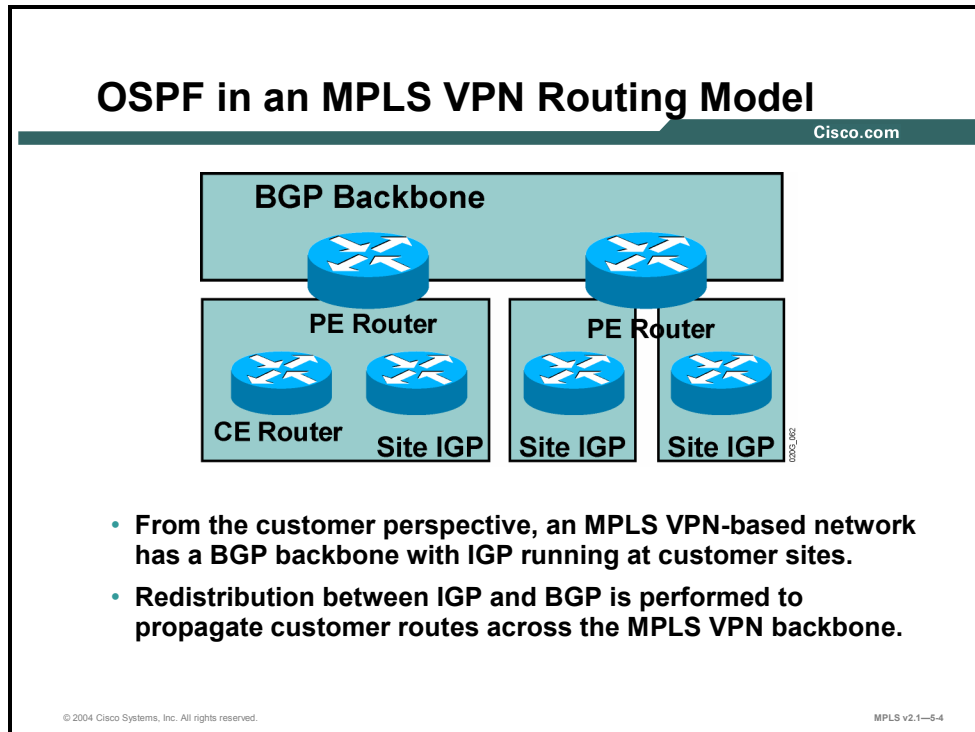 OSPF in an MPLS VPN Routing Model
Cisco.com
BGP Backbone
PE Router
PE Router
CE Router
Site IGP
Site IGP
Site IGP
020G_062
• From the customer perspective, an MPLS VPN-based network
has a BGP backbone with IGP running at customer sites.
• Redistribution between IGP and BGP is performed to
propagate customer routes across the MPLS VPN backbone.
© 2004 Cisco Systems, Inc. All rights reserved.
MPLS v2.1—5-4